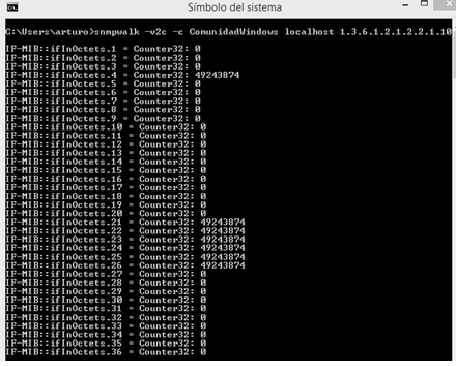 Símbolo del sistema
C:\Users\arturo>snmpwalk -v2c -c ComunidadWindows localhost 1.3.6.1.2.1.2.2.1.10
IF-MIB::ifInOctets.1 = Counter32: 0
IF-MIB::ifInOctets.2 = Counter32: 0
IF-MIB::ifInOctets.3 = Counter32: 0
IF-MIB::ifInOctets.4 = Counter32: 49243874
IF-MIB::ifInOctets.5 = Counter32: 0
IF-MIB::ifInOctets.6 = Counter32: 0
IF-MIB::ifInOctets.7 = Counter32: 0
IF-MIB::ifInOctets.8 = Counter32: 0
IF-MIB::ifInOctets.9 = Counter32: 0
IF-MIB::ifInOctets.10 = Counter32: 0
IF-MIB::ifInOctets.11 = Counter32: 0
IF-MIB::ifInOctets.12 = Counter32: 0
IF-MIB::ifInOctets.13 = Counter32: 0
IF-MIB::ifInOctets.14 = Counter32: 0
IF-MIB::ifInOctets.15 = Counter32: 0
IF-MIB::ifInOctets.16 = Counter32: 0
IF-MIB::ifInOctets.17 = Counter32: 0
IF-MIB::ifInOctets.18 = Counter32: 0
IF-MIB::ifInOctets.19 = Counter32: 0
IF-MIB::ifInOctets.20 = Counter32: 0
IF-MIB::ifInOctets.21 = Counter32: 49243874
IF-MIB::ifInOctets.22 = Counter32: 49243874
IF-MIB::ifInOctets.23 = Counter32: 49243874
IF-MIB::ifInOctets.24 = Counter32: 49243874
IF-MIB::ifInOctets.25 = Counter32: 49243874
IF-MIB::ifInOctets.26 = Counter32: 49243874
IF-MIB::ifInOctets.27 = Counter32: 0
IF-MIB::ifInOctets.28 = Counter32: 0
IF-MIB::ifInOctets.29 = Counter32: 0
IF-MIB::ifInOctets.30 = Counter32: 0
IF-MIB::ifInOctets.31 = Counter32: 0
IF-MIB::ifInOctets.32 = Counter32: 0
IF-MIB::ifInOctets.33 = Counter32: 0
IF-MIB::ifInOctets.34 = Counter32: 0
IF-MIB::ifInOctets.35 = Counter32: 0
IF-MIB::ifInOctets.36 = Counter32: 0